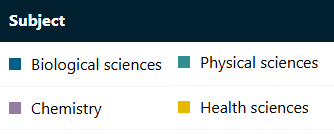 Subject
Biological sciences
Physical sciences
Chemistry
Health sciences